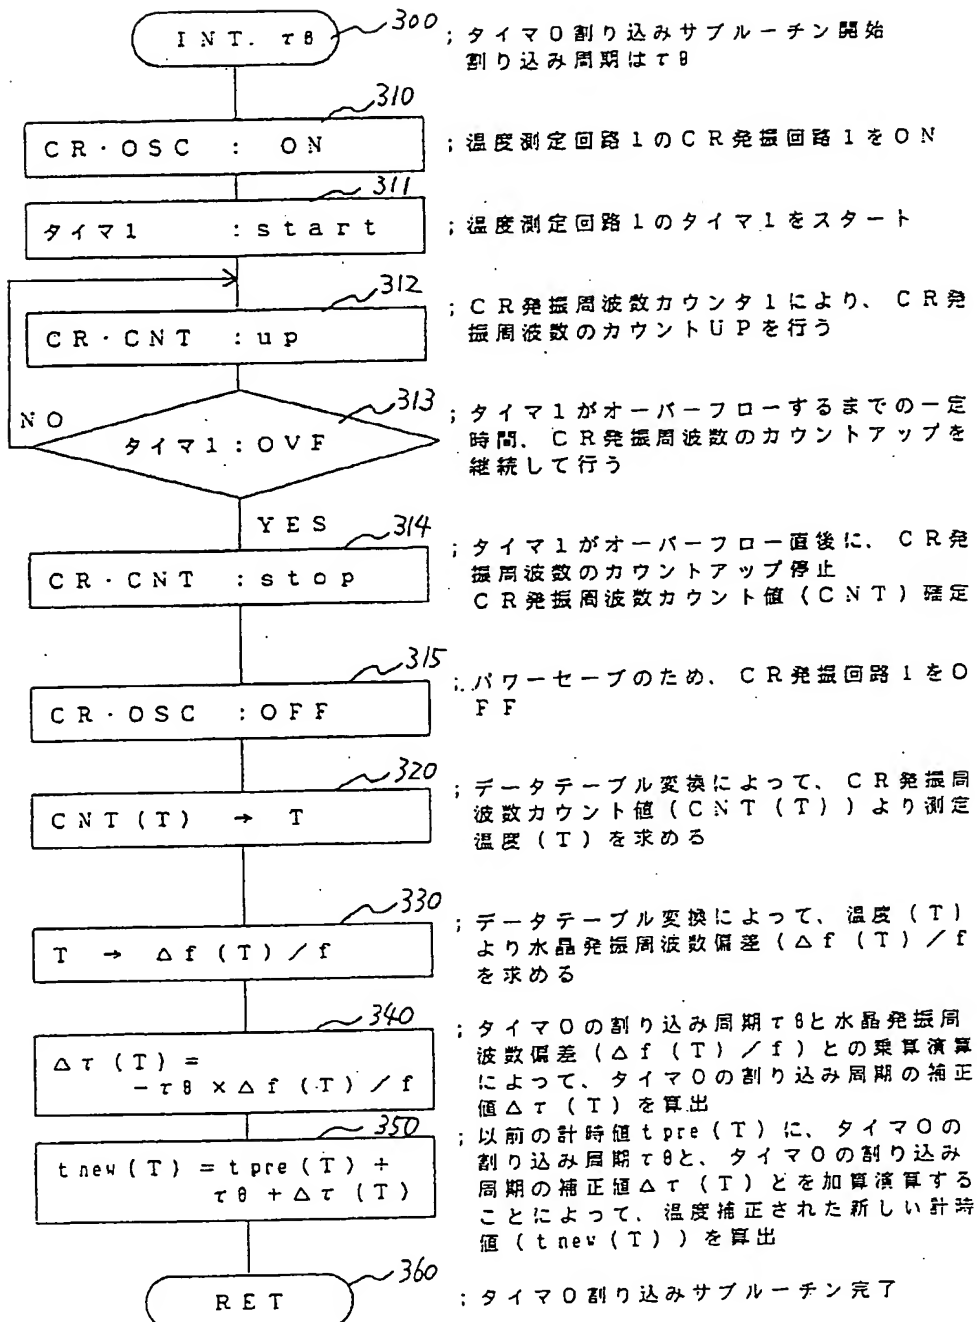 INT. τθ
300
;タイマ0割り込みサブルーチン開始
割り込み周期はτθ
310
CR・OSC : ON
;温度測定回路1のCR発振回路1をON
311
タイマ1 :start
;温度測定回路1のタイマ1をスタート
312
CR・CNT :up
;CR発振周波数カウンタ1により、CR発
振周波数のカウントUPを行う
NO
313
タイマ1:OVF
;タイマ1がオーバーフローするまでの一定
時間、CR発振周波数のカウントアップを
継続して行う
YES
314
CR・CNT :stop
;タイマ1がオーバーフロー直後に、CR発
振周波数のカウントアップ停止
CR発振周波数カウント値(CNT)確定
315
CR・OSC :OFF
;パワーセーブのため、CR発振回路1をO
FF
320
CNT(T) → T
;データテーブル変換によって、CR発振周
波数カウント値(CNT(T))より測定
温度(T)を求める
330
T → Δf(T)/f
;データテーブル変換によって、温度(T)
より水晶発振周波数偏差(Δf(T)/f
を求める
340
Δτ(T)=
-τθ×Δf(T)/f
;タイマ0の割り込み周期τθと水晶発振周
波数偏差(Δf(T)/f)との乗算演算
によって、タイマ0の割り込み周期の補正
値Δτ(T)を算出
350
tnew(T)=tpre(T)+
τθ+Δτ(T)
;以前の計時値tpre(T)に、タイマ0の
割り込み周期τθと、タイマ0の割り込み
周期の補正値Δτ(T)とを加算演算する
ことによって、温度補正された新しい計時
値(tnew(T))を算出
360
RET
;タイマ0割り込みサブルーチン完了